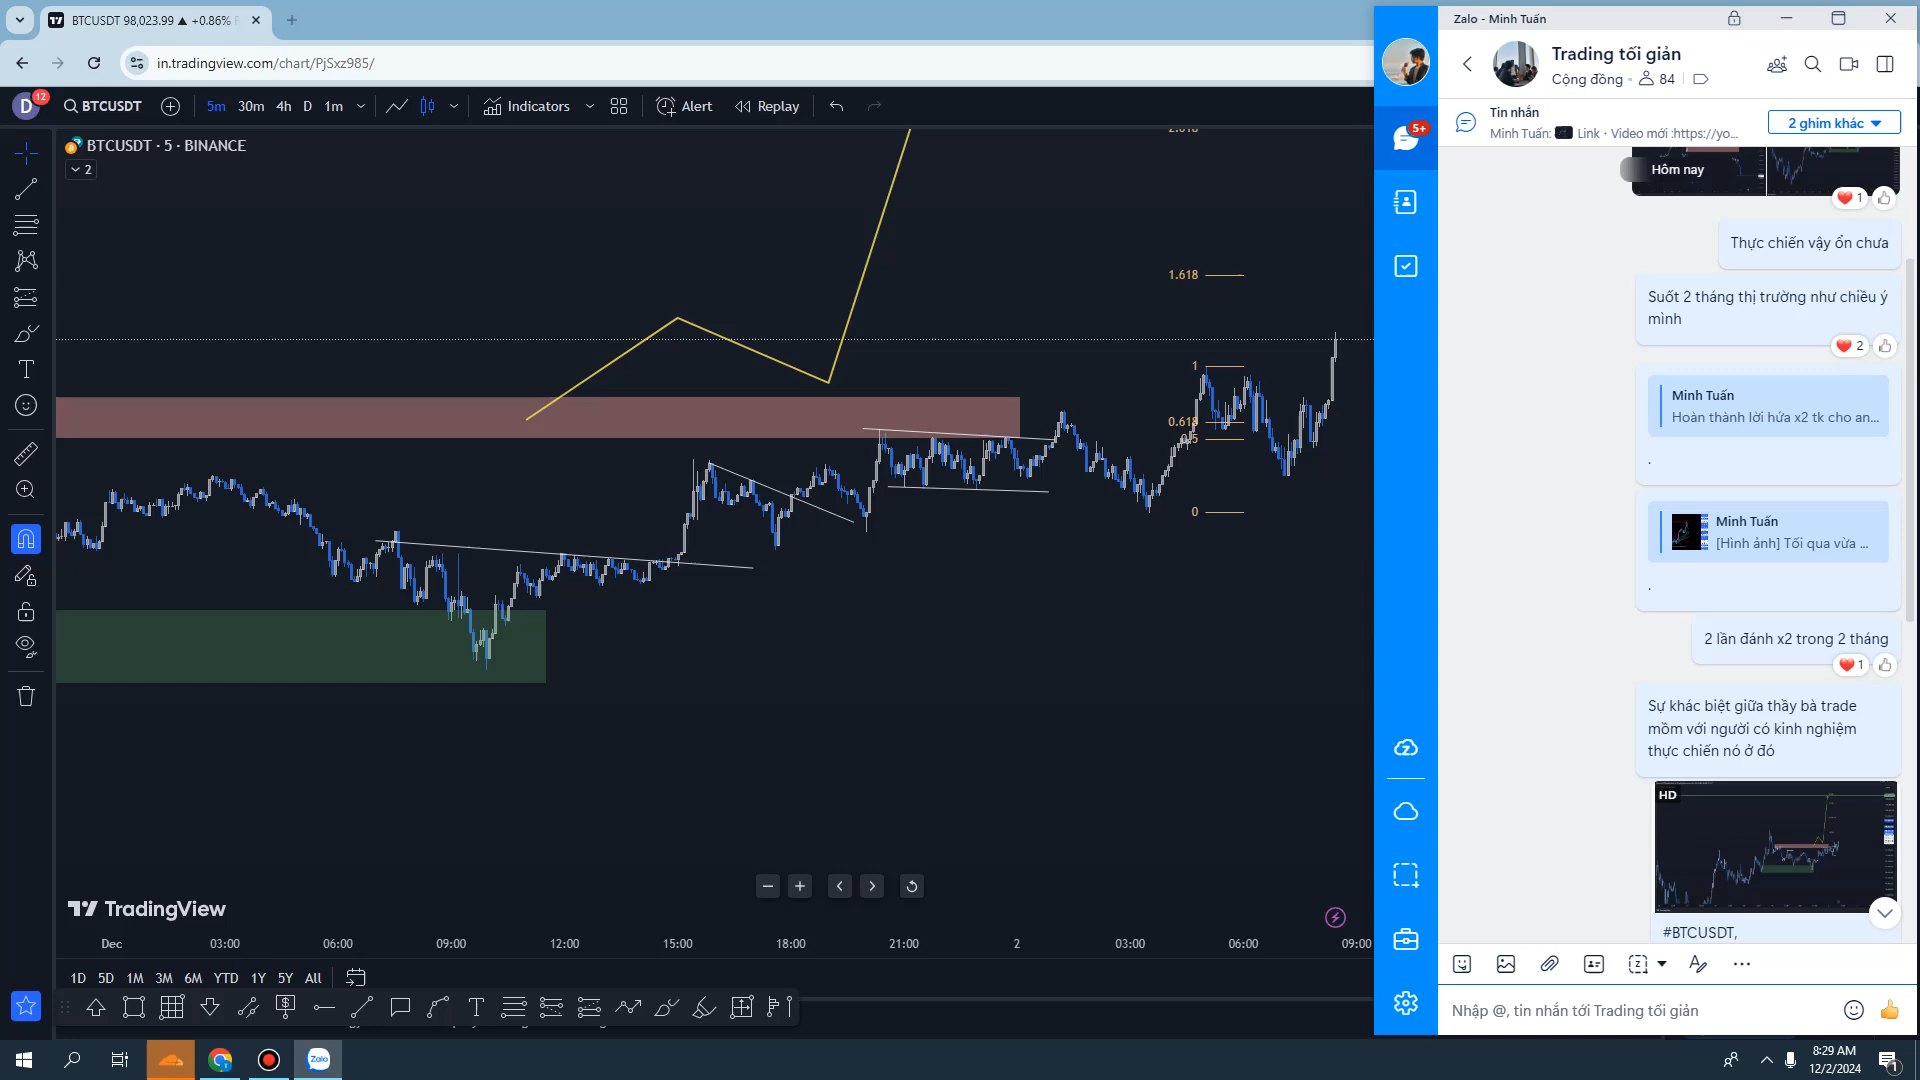 BTCUSDT 98,023.99 ▲ +0.86%
in.tradingview.com/chart/PjSxz985/
D
12
BTCUSDT
5m
30m
4h
D
1m
Indicators
Alert
Replay
BTCUSDT · 5 · BINANCE
2
1.618
1
0.618
0.5
0
TradingView
Dec
03:00
06:00
09:00
12:00
15:00
18:00
21:00
2
03:00
06:00
09:00
1D
5D
1M
3M
6M
YTD
1Y
5Y
All
Zalo - Minh Tuấn
5+
Trading tối giản
Cộng đồng
84
Tin nhắn
Minh Tuấn: Link · Video mới :https://yo...
2 ghim khác
Hôm nay
1
Thực chiến vậy ổn chưa
Suốt 2 tháng thị trường như chiều ý
mình
2
Minh Tuấn
Hoàn thành lời hứa x2 tk cho an...
.
Minh Tuấn
[Hình ảnh] Tối qua vừa ...
.
2 lần đánh x2 trong 2 tháng
1
Sự khác biệt giữa thầy bà trade
mồm với người có kinh nghiệm
thực chiến nó ở đó
HD
#BTCUSDT,
Nhập @, tin nhắn tới Trading tối giản
Zalo
8:29 AM
12/2/2024
1